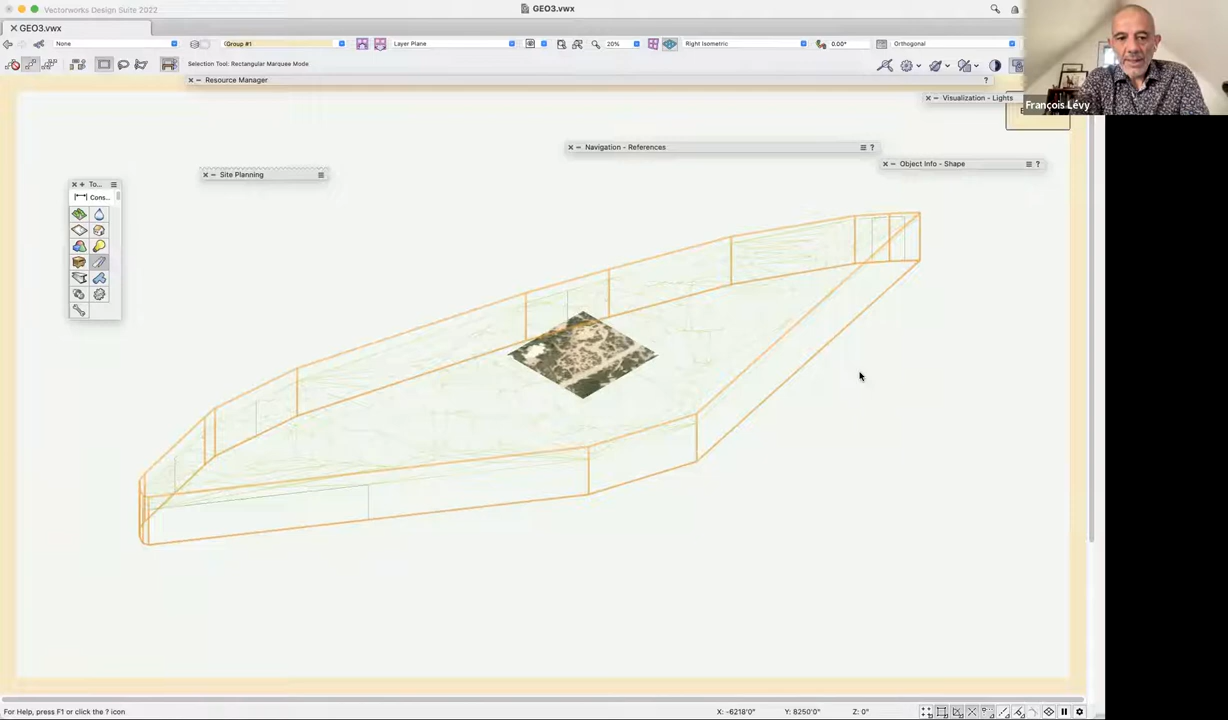 Vectorworks Design Suite 2022
GEO3.vwx
GEO3.vwx
None
Group #1
Layer Plane
20%
Right Isometric
0.00°
Orthogonal
Selection Tool: Rectangular Marquee Mode
Resource Manager
?
Visualization - Lights
François Lévy
Navigation - References
?
Object Info - Shape
?
Site Planning
To...
Cons...
For Help, press F1 or click the ? icon
X: -6218'0"
Y: 8250'0"
Z: 0"